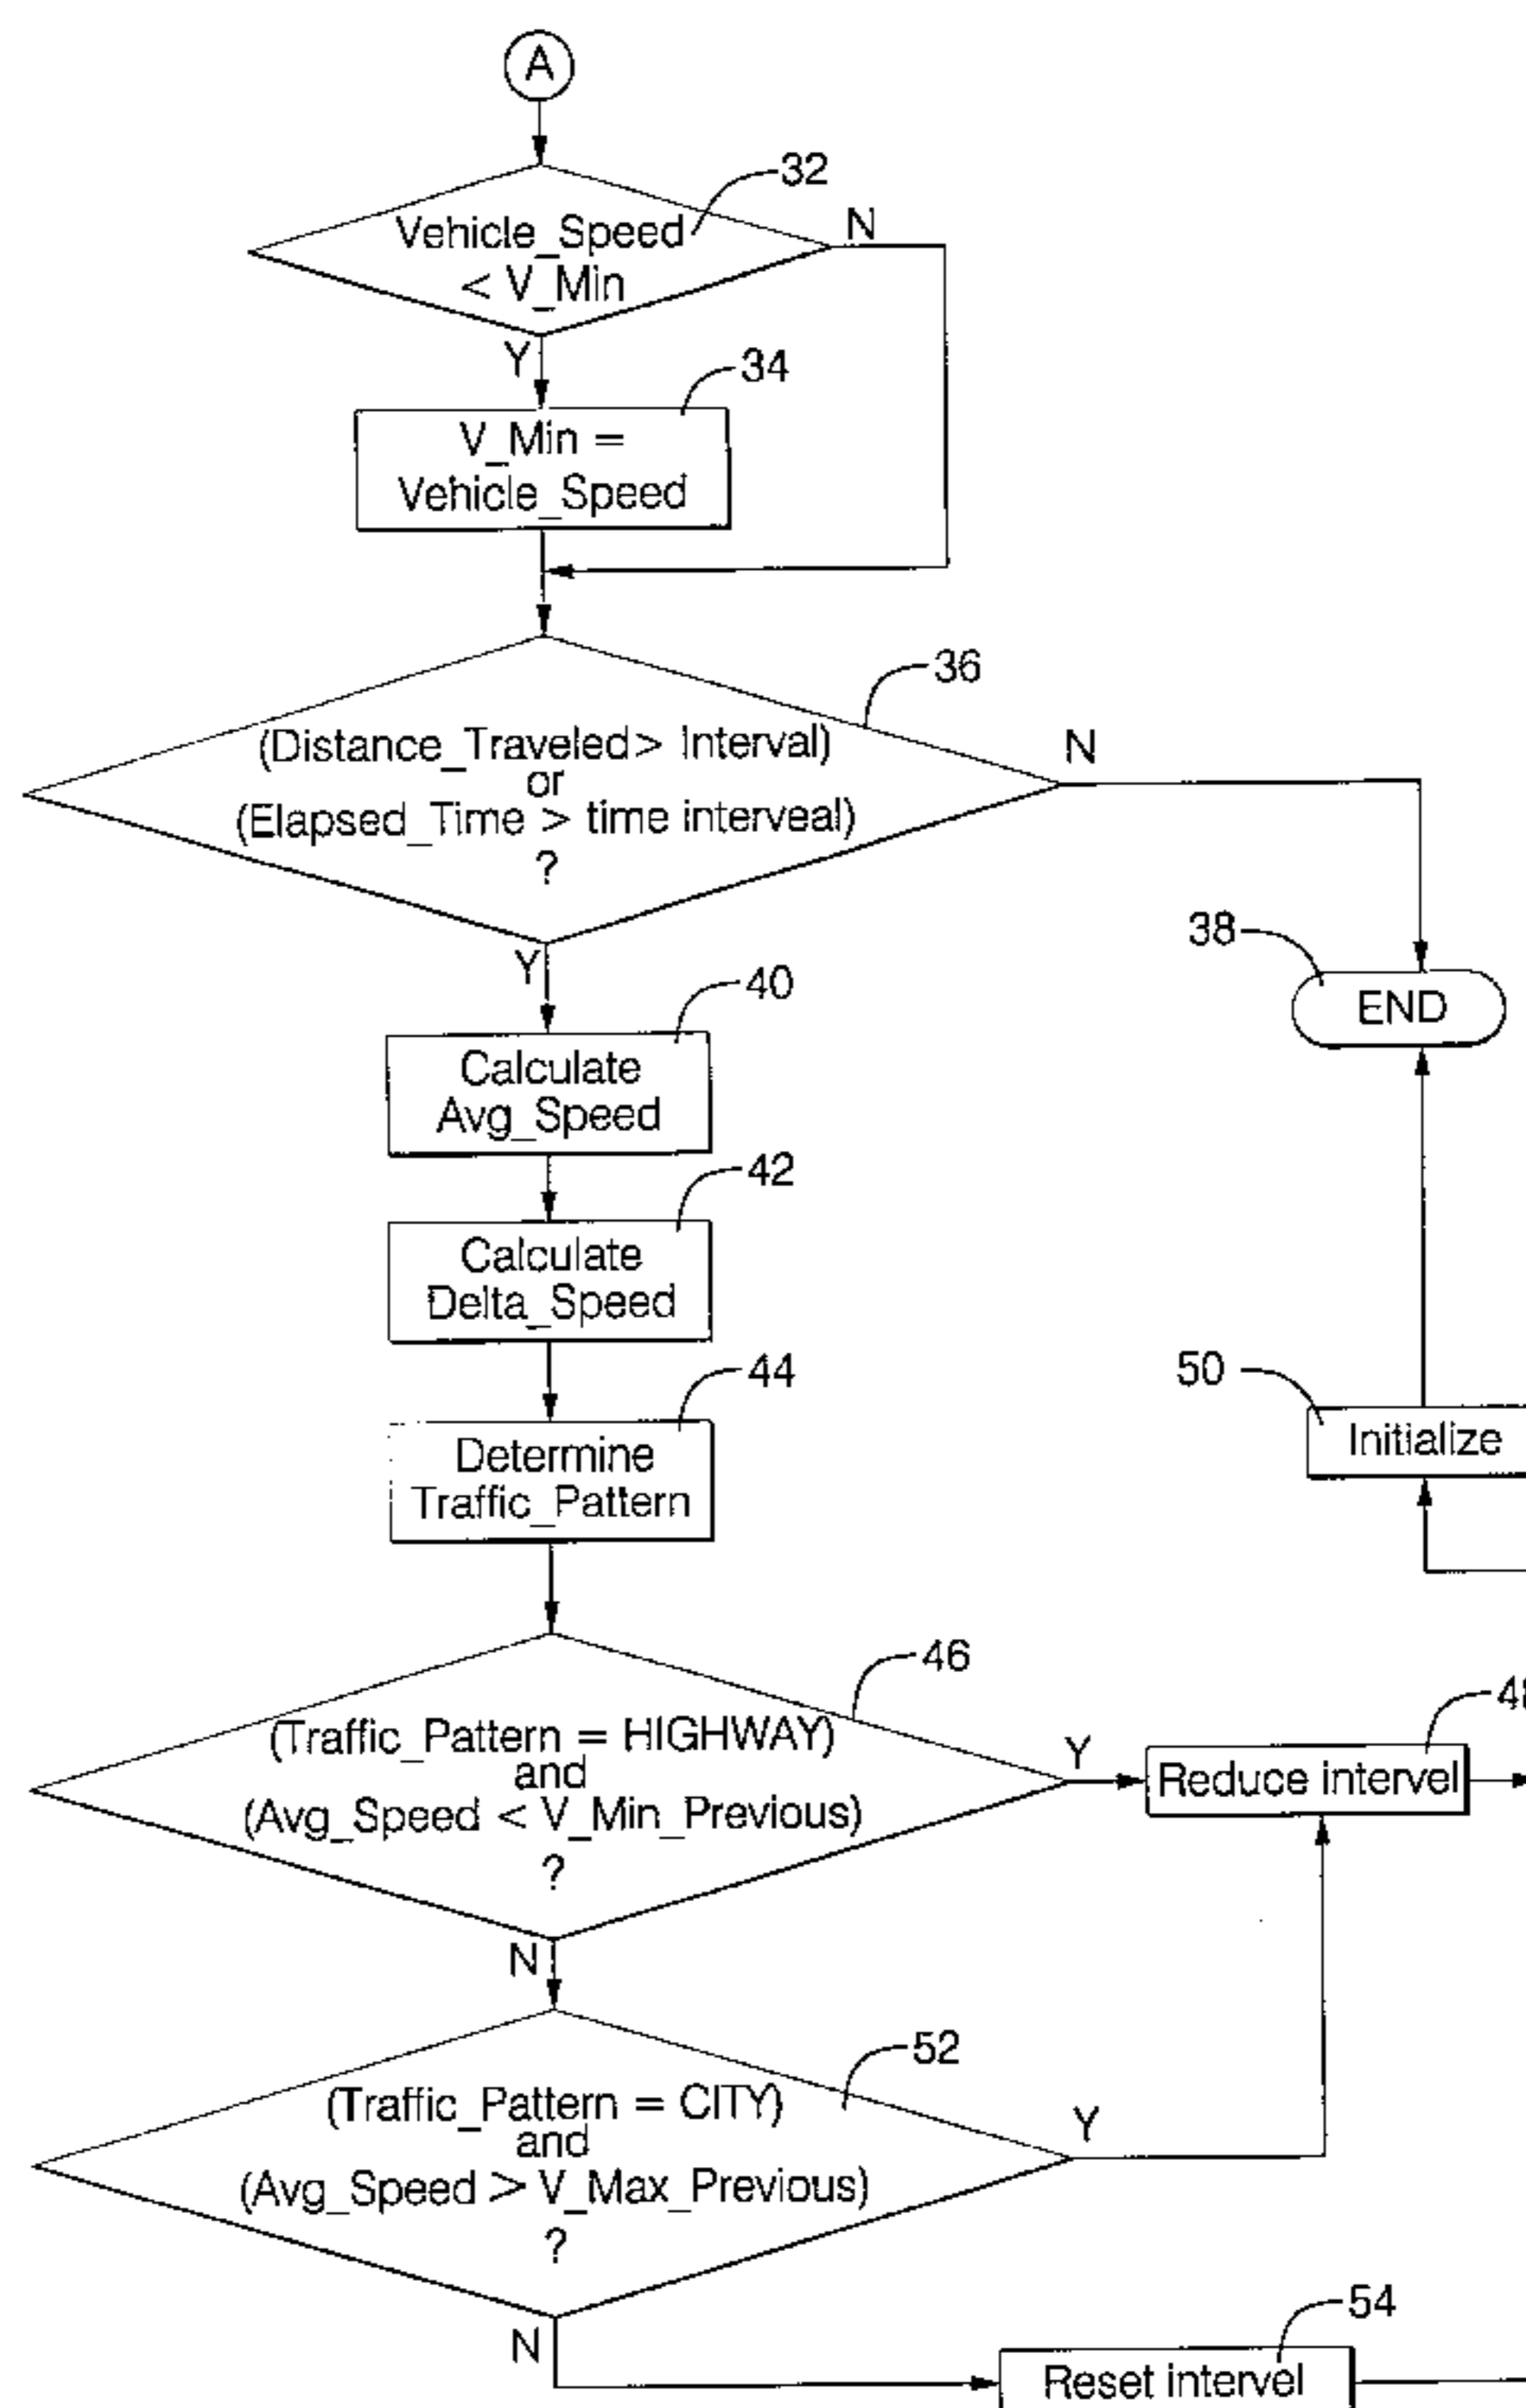 A
32
Vehicle_Speed
< V_Min
N
Y
34
V_Min =
Vehicle_Speed
36
(Distance_Traveled> Interval)
or
(Elapsed_Time > time interveal)
?
N
Y
38
END
40
Calculate
Avg_Speed
42
Calculate
Delta_Speed
44
Determine
Traffic_Pattern
50
Initialize
46
(Traffic_Pattern = HIGHWAY)
and
(Avg_Speed < V_Min_Previous)
?
Y
N
48
Reduce intervel
52
(Traffic_Pattern = CITY)
and
(Avg_Speed > V_Max_Previous)
?
Y
N
54
Reset intervel